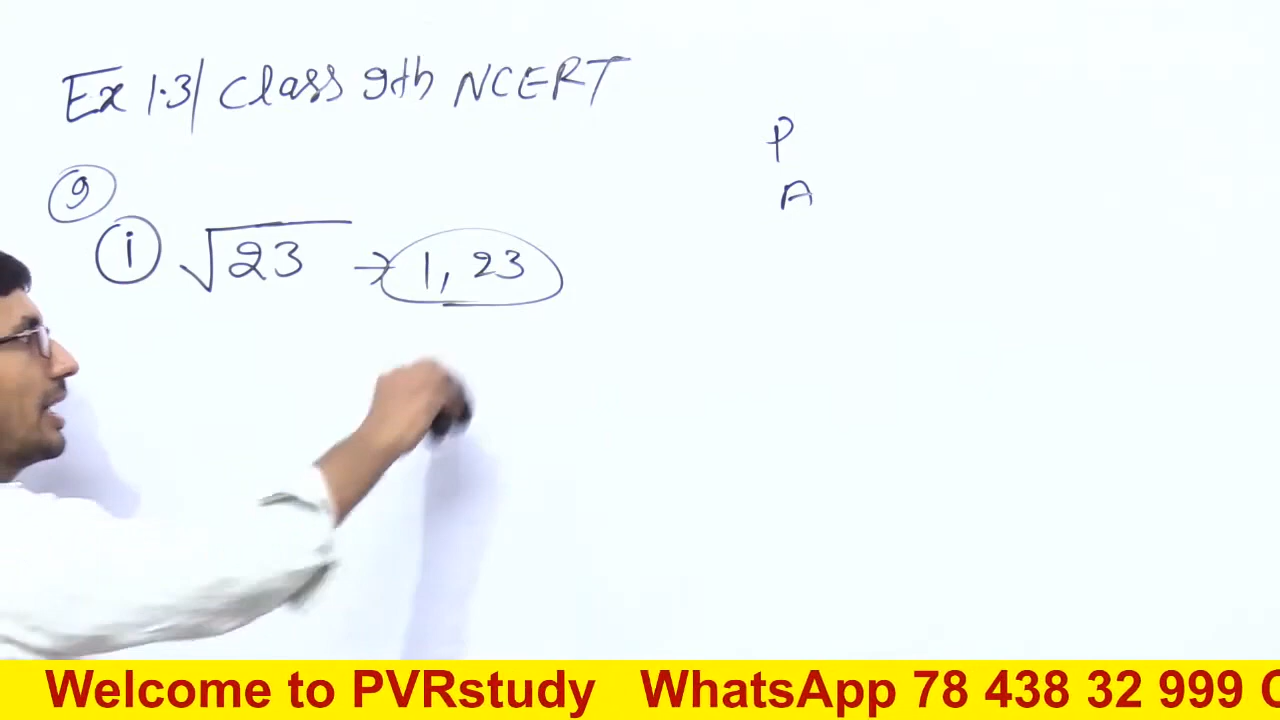 Ex 1.3| Class 9th NCERT
P
A
9
i √23 → 1, 23
Welcome to PVRstudy WhatsApp 78 438 32 999